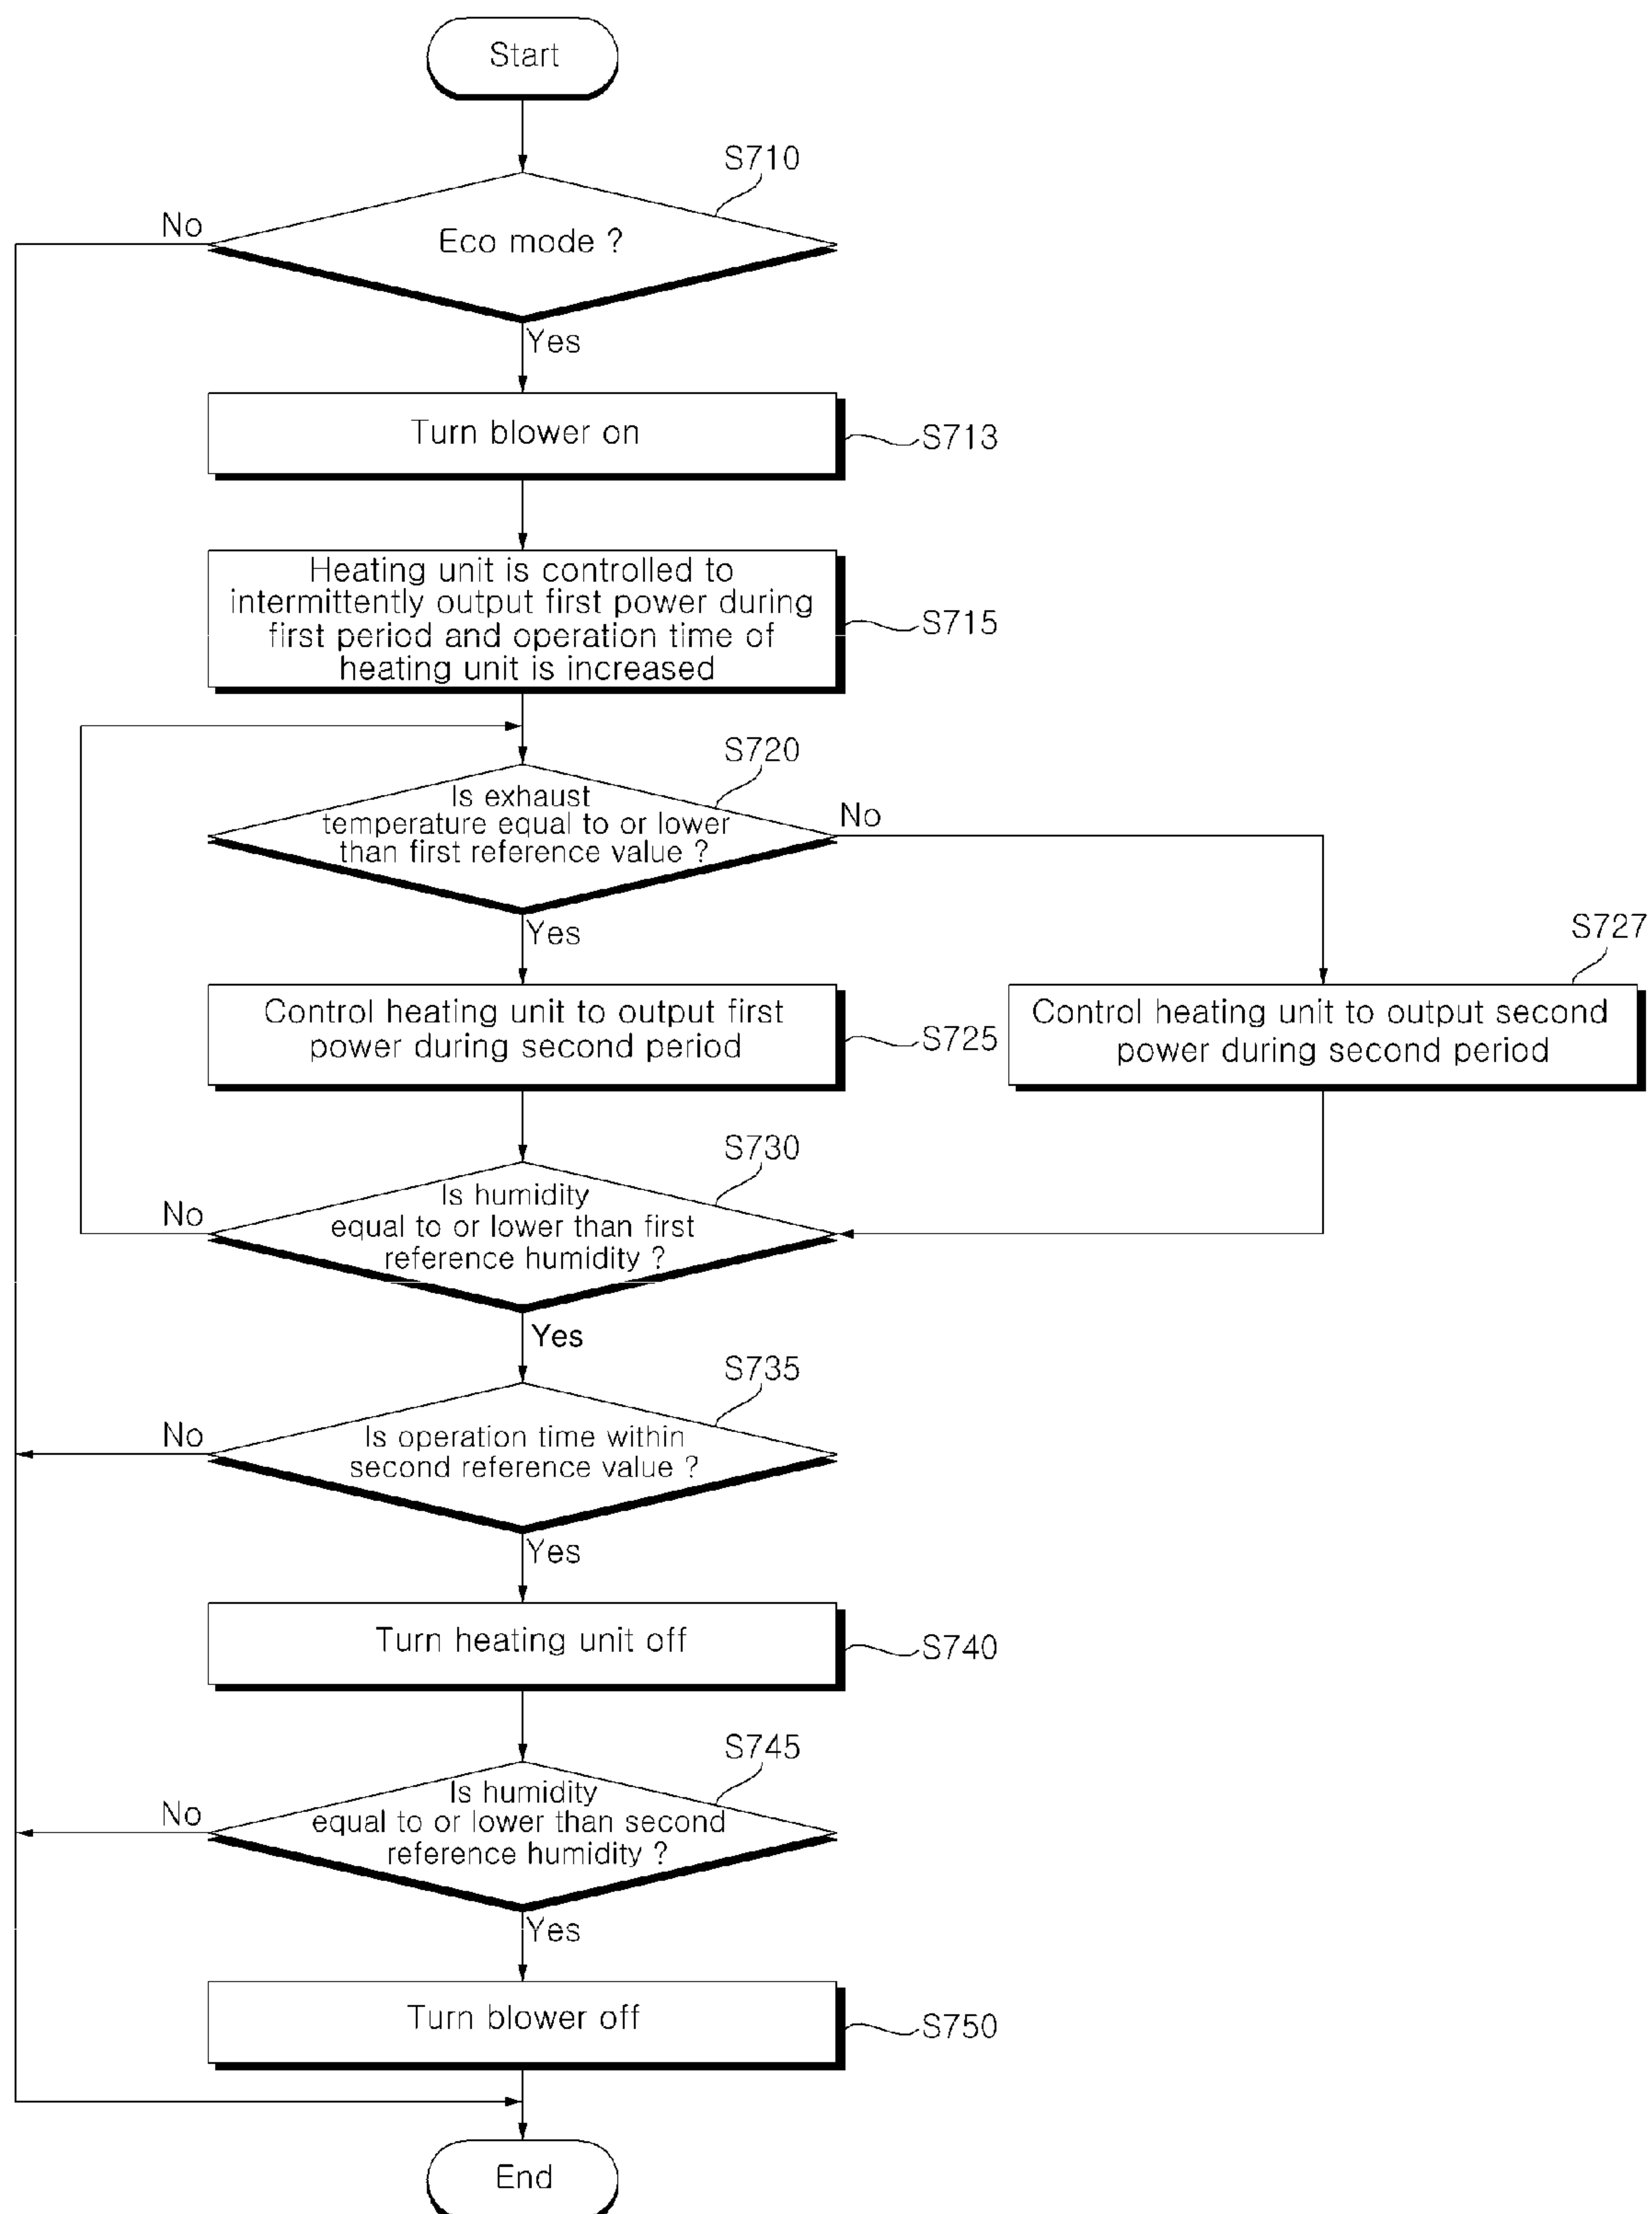 Start
S710
No
Eco mode ?
Yes
Turn blower on
S713
Heating unit is controlled to
intermittently output first power during
first period and operation time of
heating unit is increased
S715
S720
Is exhaust
temperature equal to or lower
than first reference value ?
No
Yes
S727
Control heating unit to output first
power during second period
S725
Control heating unit to output second
power during second period
S730
No
Is humidity
equal to or lower than first
reference humidity ?
Yes
S735
No
Is operation time within
second reference value ?
Yes
Turn heating unit off
S740
S745
No
Is humidity
equal to or lower than second
reference humidity ?
Yes
Turn blower off
S750
End